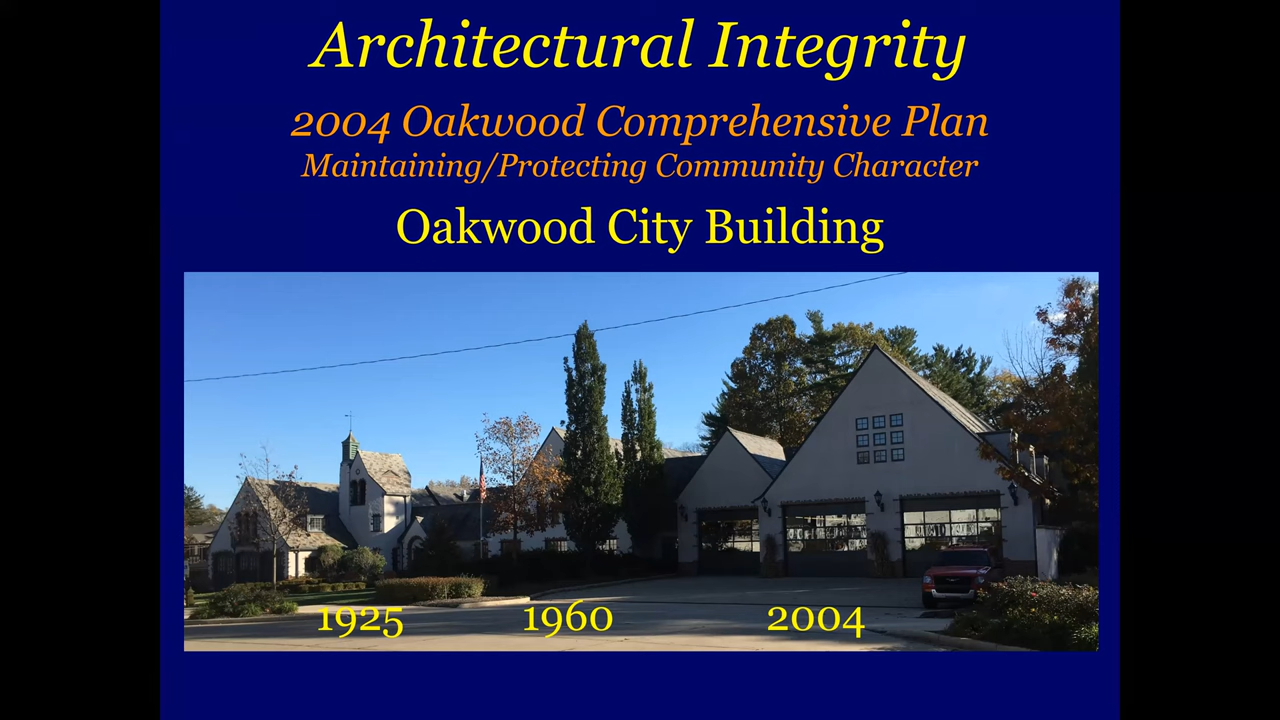 Architectural Integrity
2004 Oakwood Comprehensive Plan
Maintaining/Protecting Community Character
Oakwood City Building
1925 1960 2004